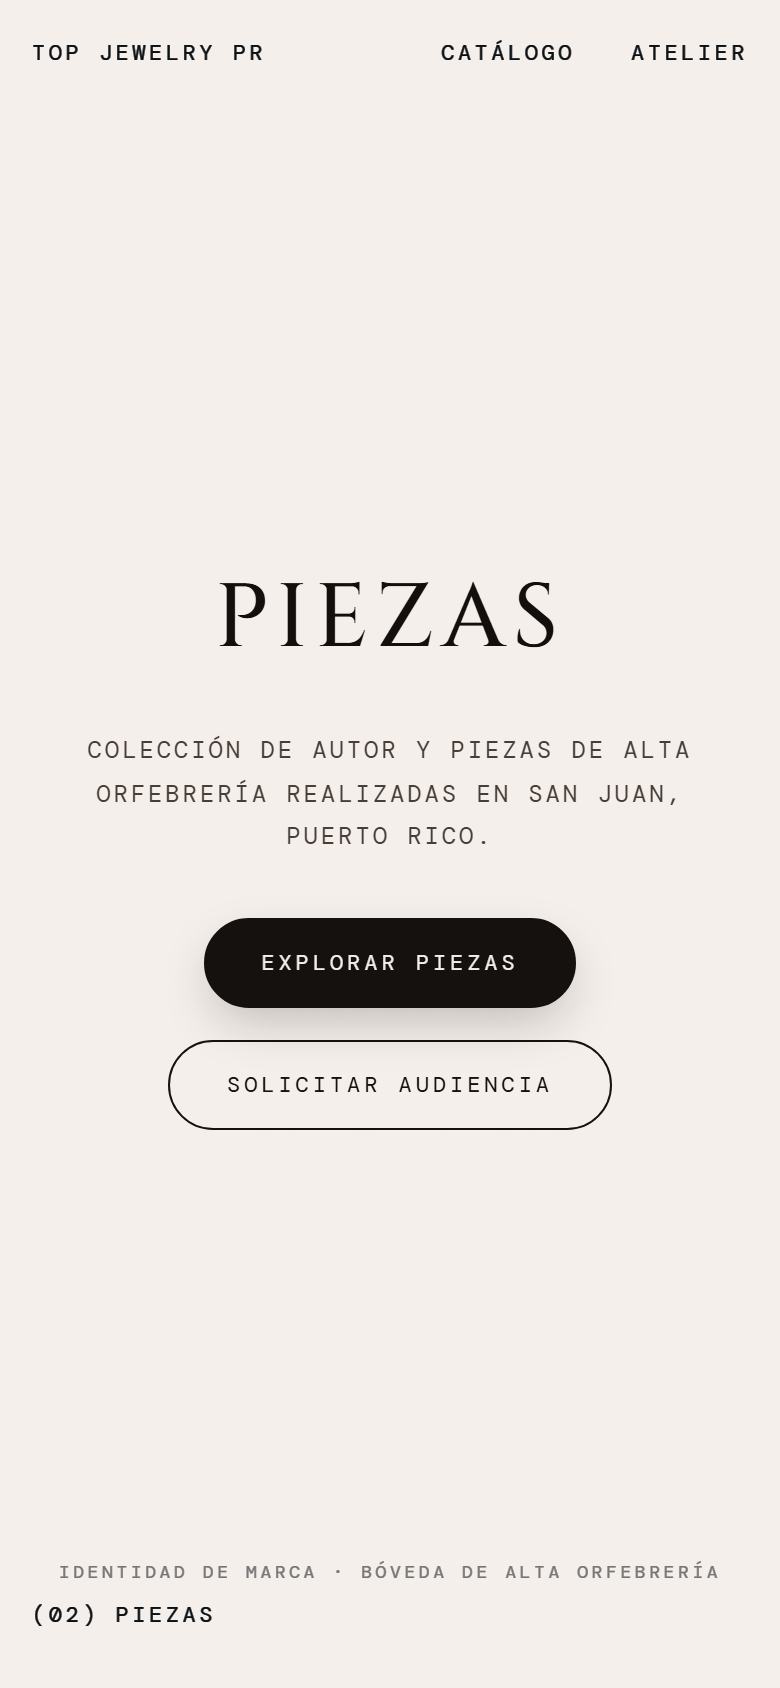 TOP JEWELRY PR CATÁLOGO ATELIER
PIEZAS
COLECCIÓN DE AUTOR Y PIEZAS DE ALTA
ORFEBRERÍA REALIZADAS EN SAN JUAN,
PUERTO RICO.
EXPLORAR PIEZAS
SOLICITAR AUDIENCIA
IDENTIDAD DE MARCA · BÓVEDA DE ALTA ORFEBRERÍA
(02) PIEZAS